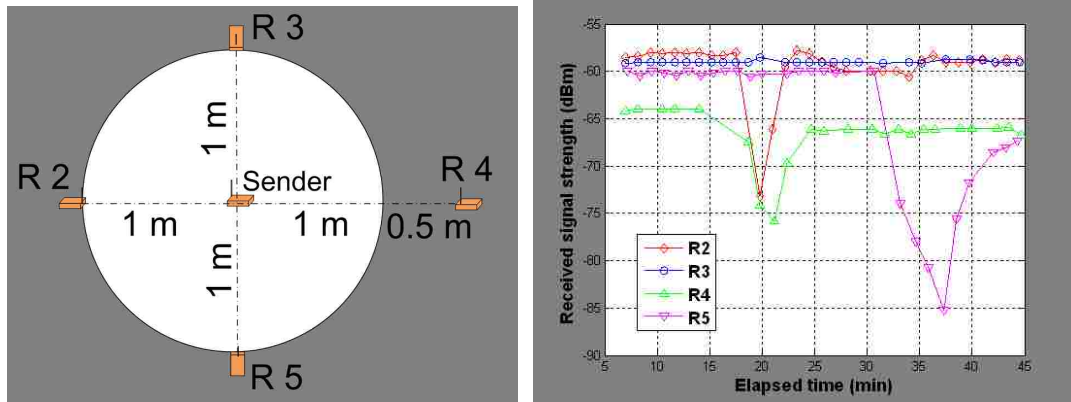 R 3
1 m
R 2
Sender
R 4
1 m
1 m
0.5 m
1 m
R 5
Received signal strength (dBm)
-55
-60
-65
-70
-75
-80
-85
-90
R2
R3
R4
R5
5 10 15 20 25 30 35 40 45
Elapsed time (min)